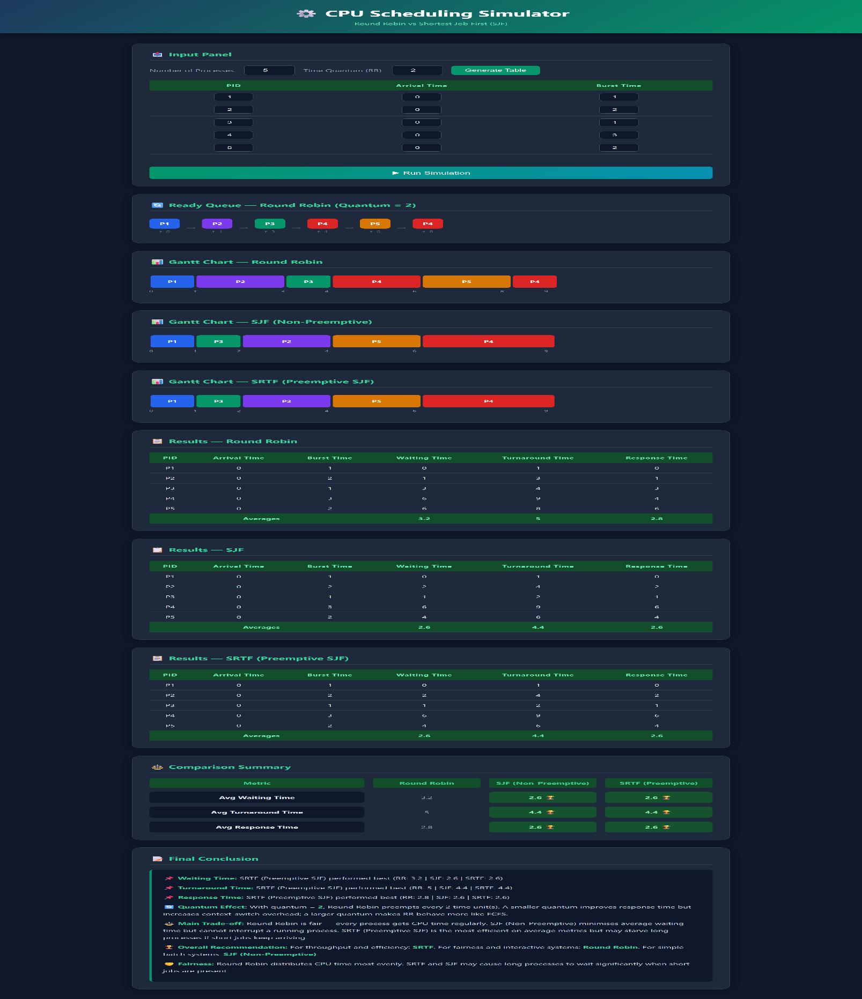 CPU Scheduling Simulator
Round Robin vs Shortest Job First (SJF)
Input Panel
Number of Processes: 5 Time Quantum (RR): 2 Generate Table
PID Arrival Time Burst Time
1 0 1
2 0 2
3 0 1
4 0 3
5 0 2
▶ Run Simulation
Ready Queue — Round Robin (Quantum = 2)
P1 → P2 → P3 → P4 → P5 → P4
Gantt Chart — Round Robin
P1 P2 P3 P4 P5 P4
0 1 3 4 6 8 9
Gantt Chart — SJF (Non-Preemptive)
P1 P3 P2 P5 P4
0 1 2 4 6 9
Gantt Chart — SRTF (Preemptive SJF)
P1 P3 P2 P5 P4
0 1 2 4 6 9
Results — Round Robin
PID Arrival Time Burst Time Waiting Time Turnaround Time Response Time
P1 0 1 0 1 0
P2 0 2 1 3 1
P3 0 1 3 4 3
P4 0 3 6 9 4
P5 0 2 6 8 6
Averages 3.2 5 2.8
Results — SJF
PID Arrival Time Burst Time Waiting Time Turnaround Time Response Time
P1 0 1 0 1 0
P2 0 2 2 4 2
P3 0 1 1 2 1
P4 0 3 6 9 6
P5 0 2 4 6 4
Averages 2.6 4.4 2.6
Results — SRTF (Preemptive SJF)
PID Arrival Time Burst Time Waiting Time Turnaround Time Response Time
P1 0 1 0 1 0
P2 0 2 2 4 2
P3 0 1 1 2 1
P4 0 3 6 9 6
P5 0 2 4 6 4
Averages 2.6 4.4 2.6
Comparison Summary
Metric Round Robin SJF (Non-Preemptive) SRTF (Preemptive)
Avg Waiting Time 3.2 2.6 🏆 2.6 🏆
Avg Turnaround Time 5 4.4 🏆 4.4 🏆
Avg Response Time 2.8 2.6 🏆 2.6 🏆
Final Conclusion
Waiting Time: SRTF (Preemptive SJF) performed best (RR: 3.2 | SJF: 2.6 | SRTF: 2.6)
Turnaround Time: SRTF (Preemptive SJF) performed best (RR: 5 | SJF: 4.4 | SRTF: 4.4)
Response Time: SRTF (Preemptive SJF) performed best (RR: 2.8 | SJF: 2.6 | SRTF: 2.6)
Quantum Effect: With quantum = 2, Round Robin preempts every 2 time unit(s). A smaller quantum improves response time but
increases context-switch overhead; a larger quantum makes RR behave more like FCFS.
Main Trade-off: Round Robin is fair — every process gets CPU time regularly. SJF (Non-Preemptive) minimises average waiting
time but cannot interrupt a running process. SRTF (Preemptive SJF) is the most efficient on average metrics but may starve long
processes if short jobs keep arriving.
Overall Recommendation: For throughput and efficiency: SRTF. For fairness and interactive systems: Round Robin. For simple
batch systems: SJF (Non-Preemptive).
Fairness: Round Robin distributes CPU time most evenly. SRTF and SJF may cause long processes to wait significantly when short
jobs are present.